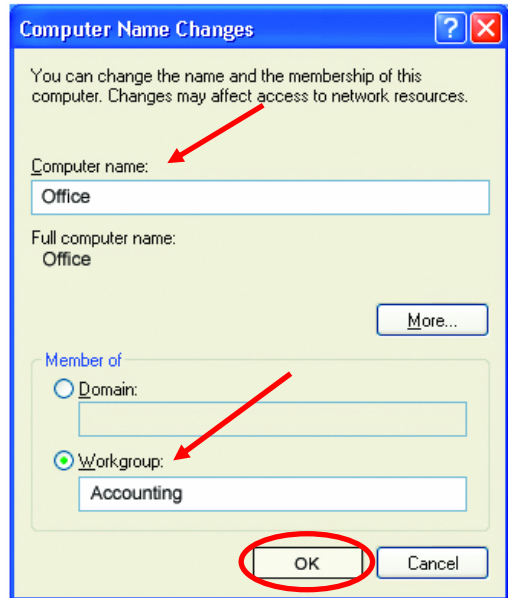 Computer Name Changes
You can change the name and the membership of this
computer. Changes may affect access to network resources.
Computer name:
Office
Full computer name:
Office
More...
Member of
Domain:
Workgroup:
Accounting
OK
Cancel